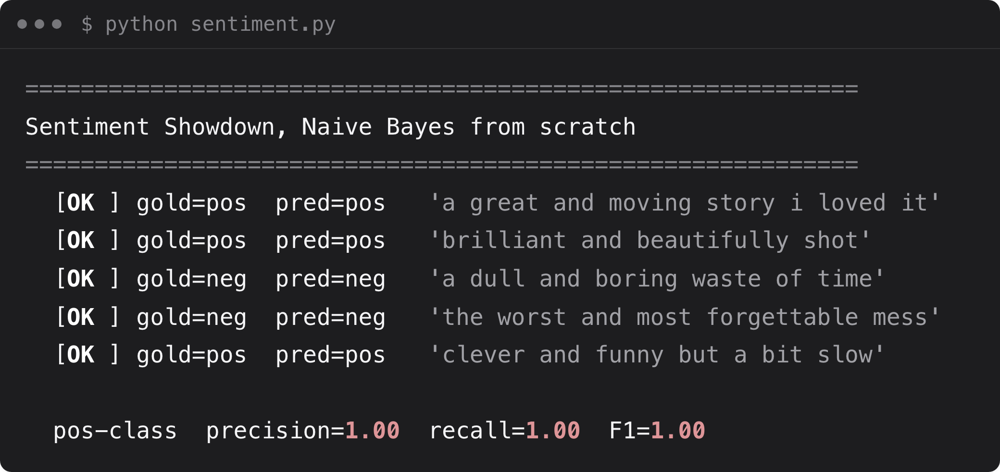 $ python sentiment.py
============================================================
Sentiment Showdown, Naive Bayes from scratch
============================================================
[OK ] gold=pos  pred=pos   'a great and moving story i loved it'
[OK ] gold=pos  pred=pos   'brilliant and beautifully shot'
[OK ] gold=neg  pred=neg   'a dull and boring waste of time'
[OK ] gold=neg  pred=neg   'the worst and most forgettable mess'
[OK ] gold=pos  pred=pos   'clever and funny but a bit slow'
pos−class  precision=1.00  recall=1.00  F1=1.00